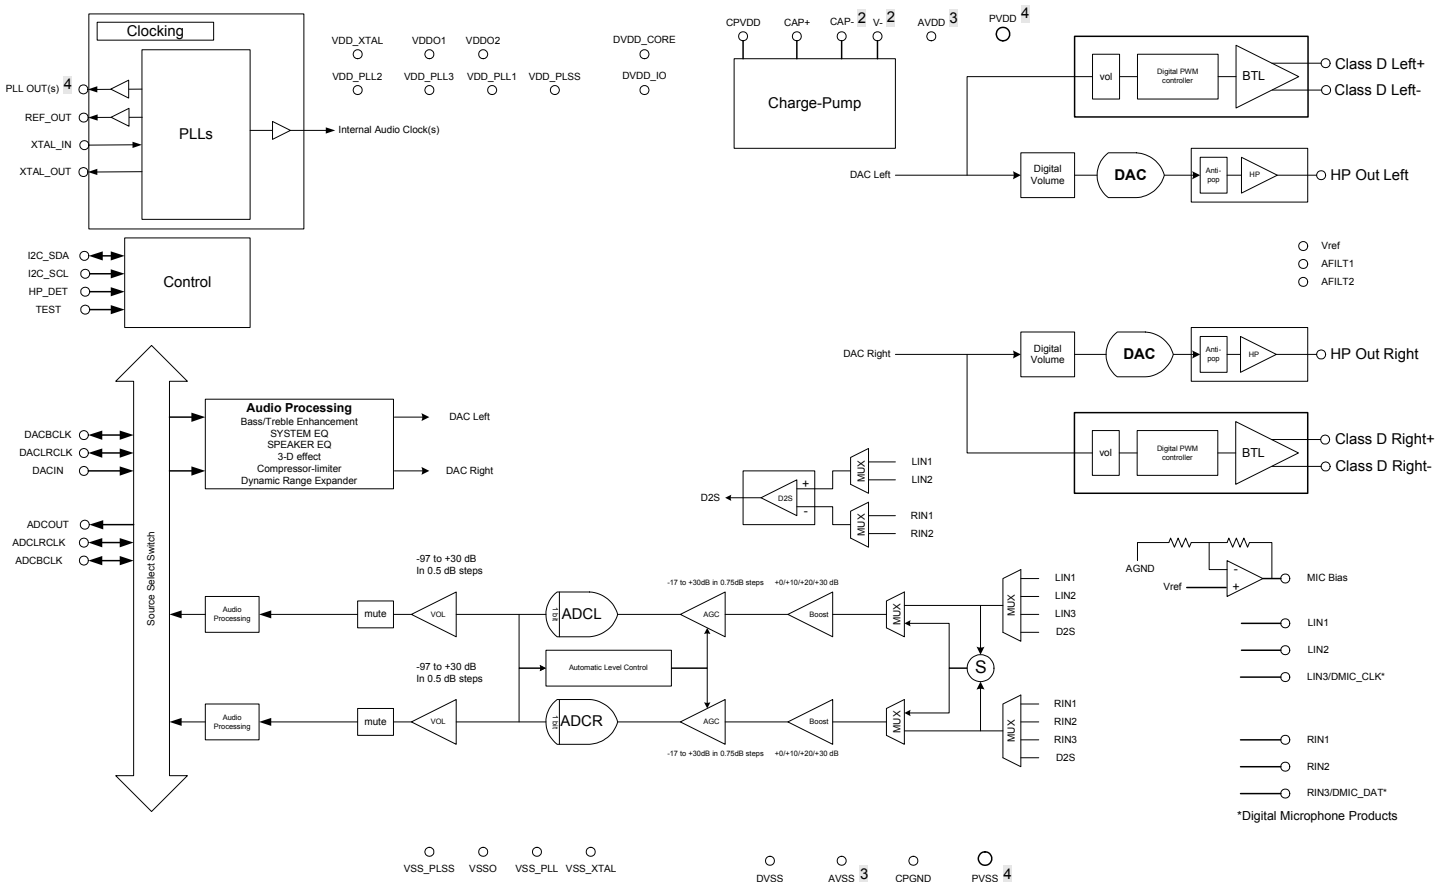 Clocking
PLL OUT(s) 4
REF_OUT
XTAL_IN
XTAL_OUT
PLLs
Internal Audio Clock(s)
VDD_XTAL
VDDO1
VDDO2
VDD_PLL2
VDD_PLL3
VDD_PLL1
VDD_PLSS
DVDD_CORE
DVDD_IO
CPVDD
CAP+
CAP- 2
V- 2
AVDD 3
PVDD 4
Charge-Pump
vol
Digital PWM
controller
BTL
Class D Left+
Class D Left-
DAC Left
Digital
Volume
DAC
Anti-
pop
HP
HP Out Left
I2C_SDA
I2C_SCL
HP_DET
TEST
Control
Vref
AFILT1
AFILT2
DAC Right
Digital
Volume
DAC
Anti-
pop
HP
HP Out Right
vol
Digital PWM
controller
BTL
Class D Right+
Class D Right-
DACBCLK
DACLRCLK
DACIN
ADCOUT
ADCLRCLK
ADCBCLK
Source Select Switch
Audio Processing
Bass/Treble Enhancement
SYSTEM EQ
SPEAKER EQ
3-D effect
Compressor-limiter
Dynamic Range Expander
DAC Left
DAC Right
D2S
D2S
+
-
MUX
LIN1
LIN2
MUX
RIN1
RIN2
-97 to +30 dB
In 0.5 dB steps
-17 to +30dB in 0.75dB steps
+0/+10/+20/+30 dB
Audio
Processing
mute
VOL
1 bit
ADCL
AGC
Boost
MUX
MUX
LIN1
LIN2
LIN3
D2S
-97 to +30 dB
In 0.5 dB steps
Automatic Level Control
S
Audio
Processing
mute
VOL
1 bit
ADCR
AGC
Boost
MUX
MUX
RIN1
RIN2
RIN3
D2S
-17 to +30dB in 0.75dB steps
+0/+10/+20/+30 dB
AGND
Vref
-
+
MIC Bias
LIN1
LIN2
LIN3/DMIC_CLK*
RIN1
RIN2
RIN3/DMIC_DAT*
*Digital Microphone Products
VSS_PLSS
VSSO
VSS_PLL
VSS_XTAL
DVSS
AVSS 3
CPGND
PVSS 4